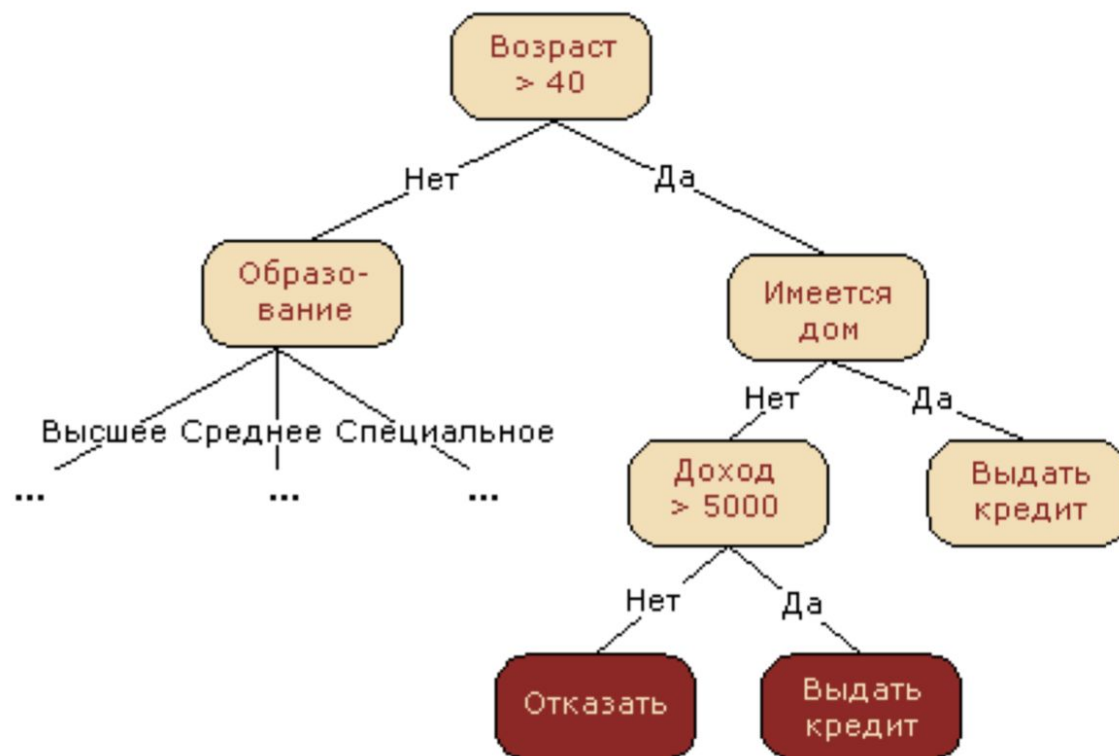 Возраст
> 40
Нет
Да
Образо-
вание
Имеется
дом
Нет
Да
Высшее Среднее Специальное
... ... ...
Доход
> 5000
Выдать
кредит
Нет
Да
Отказать
Выдать
кредит